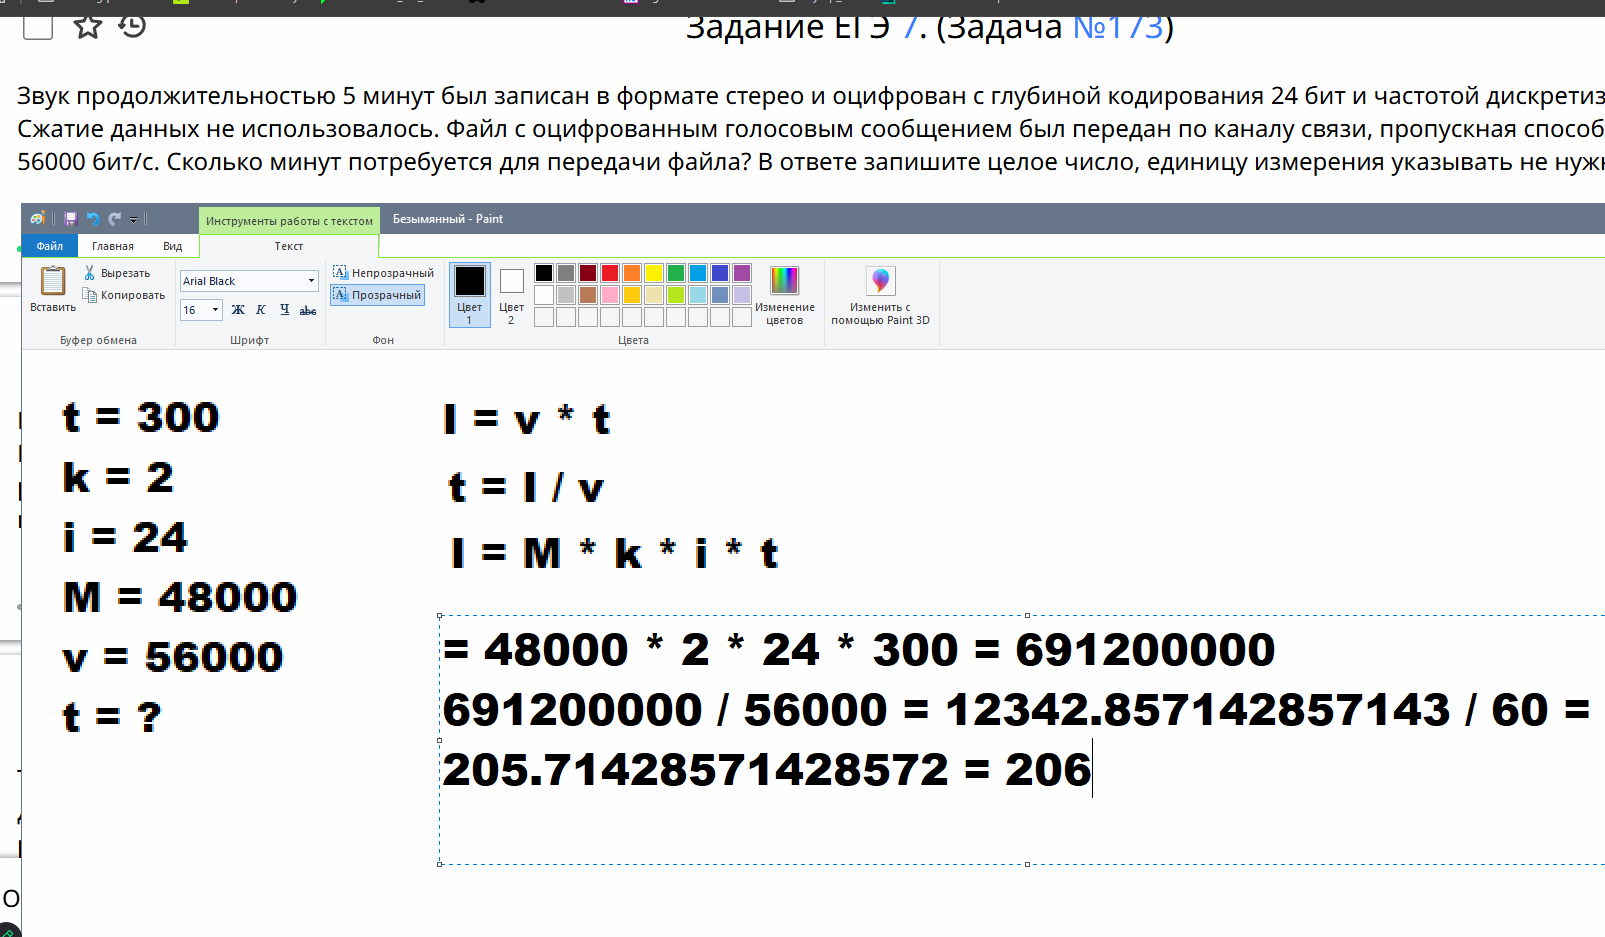 Задание ЕГЭ 7. (Задача №173)
Звук продолжительностью 5 минут был записан в формате стерео и оцифрован с глубиной кодирования 24 бит и частотой дискретиз
Сжатие данных не использовалось. Файл с оцифрованным голосовым сообщением был передан по каналу связи, пропускная способ
56000 бит/с. Сколько минут потребуется для передачи файла? В ответе запишите целое число, единицу измерения указывать не нужн
Инструменты работы с текстом
Безымянный - Paint
Файл
Главная
Вид
Текст
Вставить
Вырезать
Копировать
Буфер обмена
Arial Black
16
Ж К Ч abc
Шрифт
Непрозрачный
Прозрачный
Фон
Цвет 1
Цвет 2
Изменение цветов
Цвета
Изменить с помощью Paint 3D
t = 300
k = 2
i = 24
M = 48000
v = 56000
t = ?
I = v * t
t = I / v
I = M * k * i * t
= 48000 * 2 * 24 * 300 = 691200000
691200000 / 56000 = 12342.857142857143 / 60 =
205.71428571428572 = 206
О